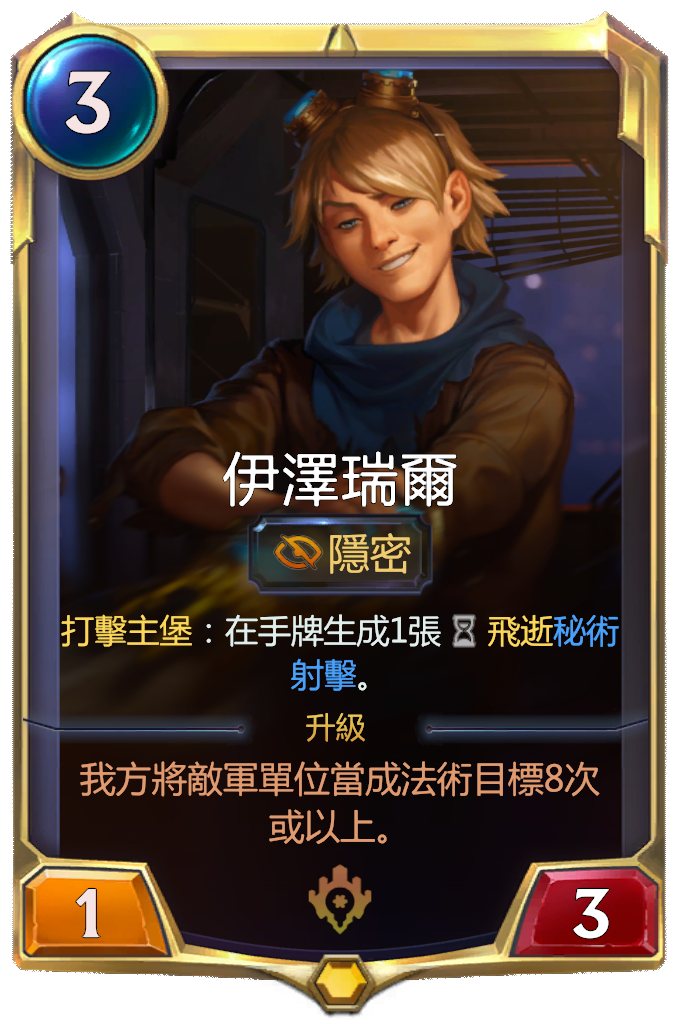 3
伊澤瑞爾
隱密
打擊主堡：在手牌生成1張 飛逝秘術
射擊。
升級
我方將敵軍單位當成法術目標8次
或以上。
1
3